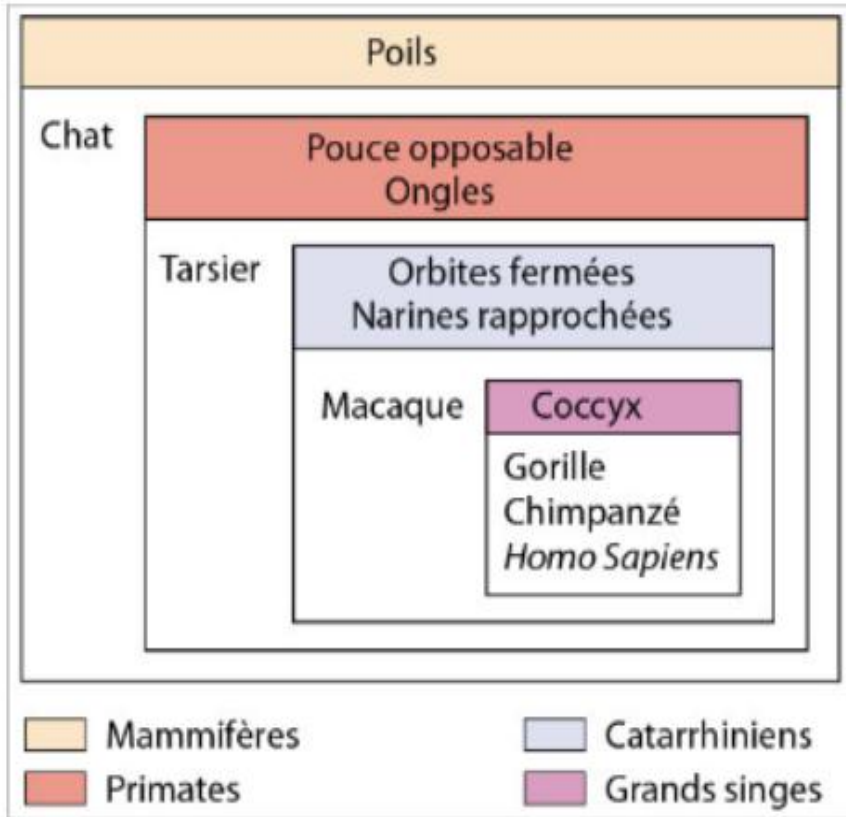 Poils
Chat
Pouce opposable
Ongles
Tarsier
Orbites fermées
Narines rapprochées
Macaque
Coccyx
Gorille
Chimpanzé
Homo Sapiens
Mammifères
Catarrhiniens
Primates
Grands singes